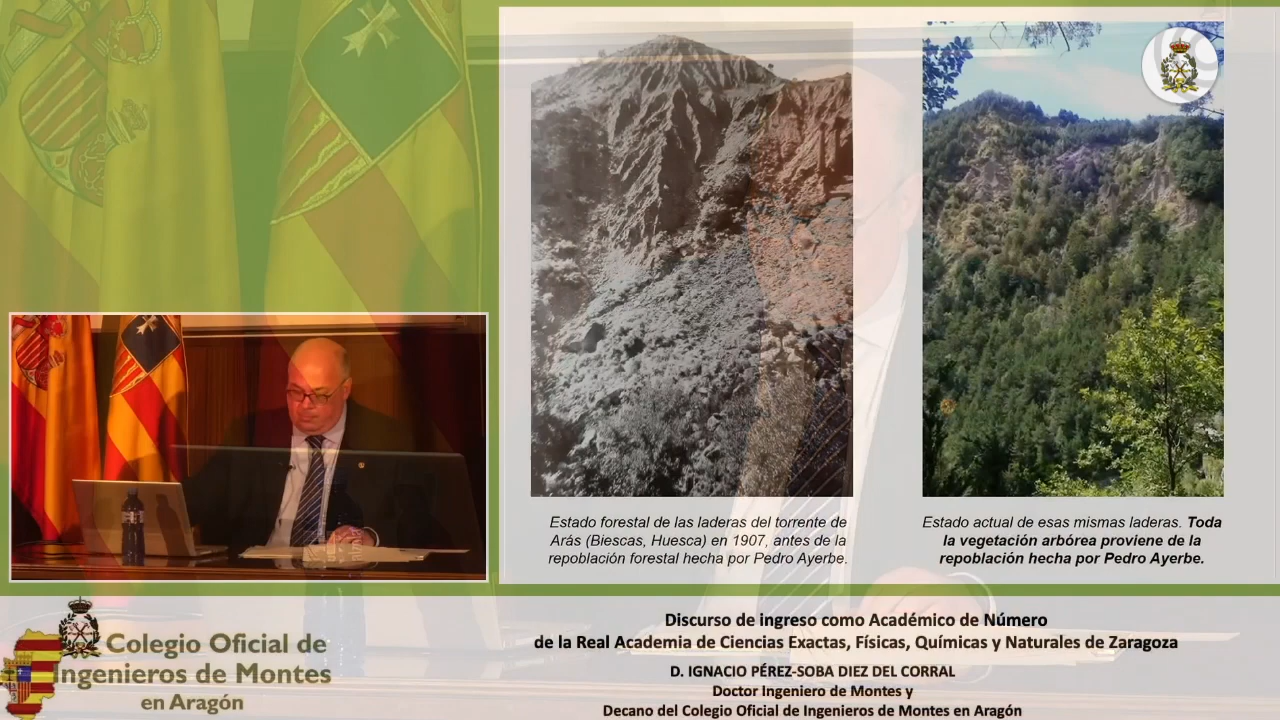 Estado forestal de las laderas del torrente de
Arás (Biescas, Huesca) en 1907, antes de la
repoblación forestal hecha por Pedro Ayerbe.
Estado actual de esas mismas laderas. Toda
la vegetación arbórea proviene de la
repoblación hecha por Pedro Ayerbe.
Colegio Oficial de
Ingenieros de Montes
en Aragón
Discurso de ingreso como Académico de Número
de la Real Academia de Ciencias Exactas, Físicas, Químicas y Naturales de Zaragoza
D. IGNACIO PÉREZ-SOBA DIEZ DEL CORRAL
Doctor Ingeniero de Montes y
Decano del Colegio Oficial de Ingenieros de Montes en Aragón